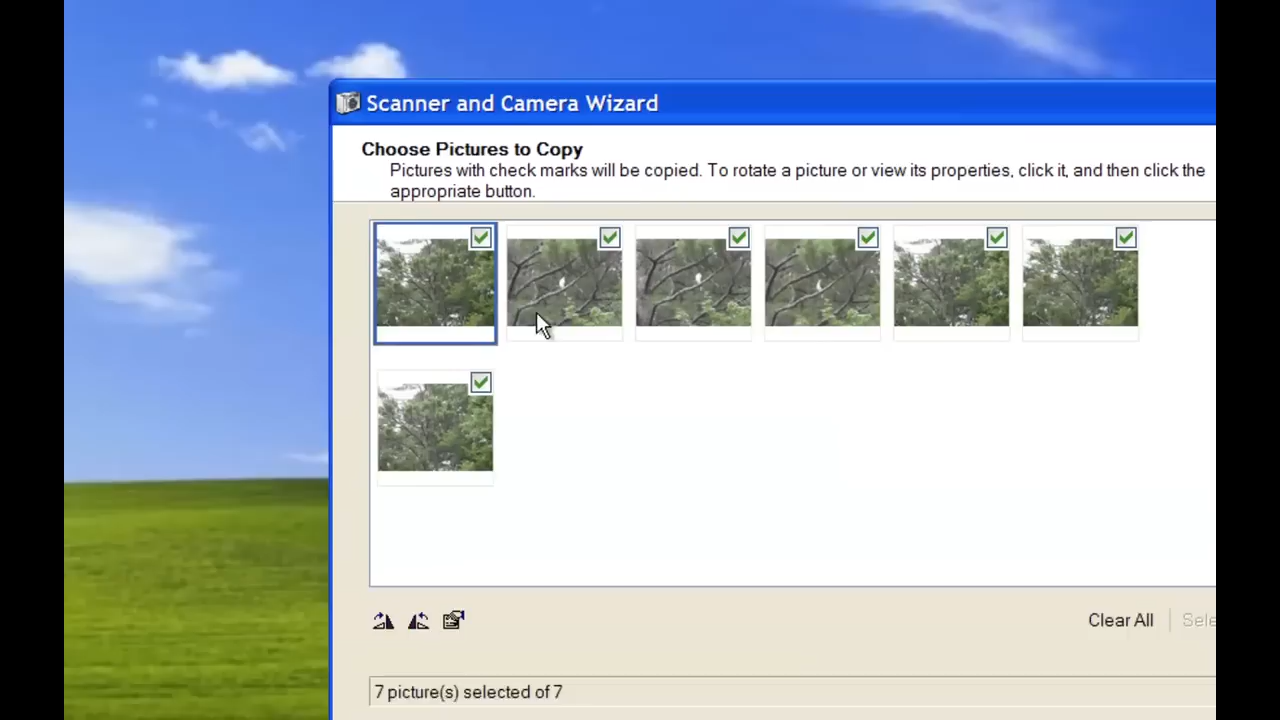 Scanner and Camera Wizard
Choose Pictures to Copy
Pictures with check marks will be copied. To rotate a picture or view its properties, click it, and then click the
appropriate button.
Clear All
7 picture(s) selected of 7